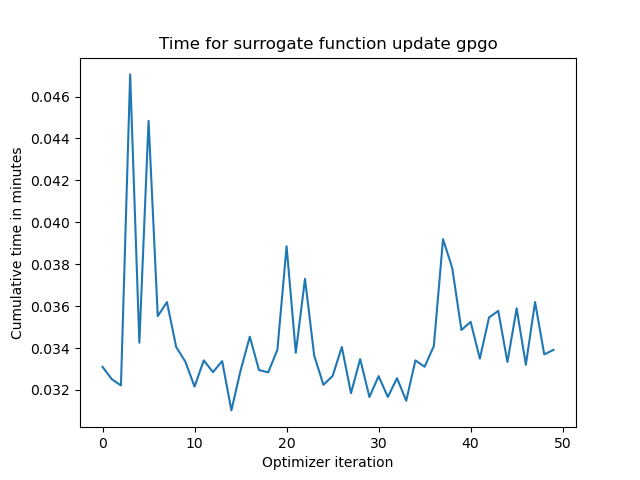 Time for surrogate function update gpgo
Cumulative time in minutes
0.046
0.044
0.042
0.040
0.038
0.036
0.034
0.032
0 10 20 30 40 50
Optimizer iteration